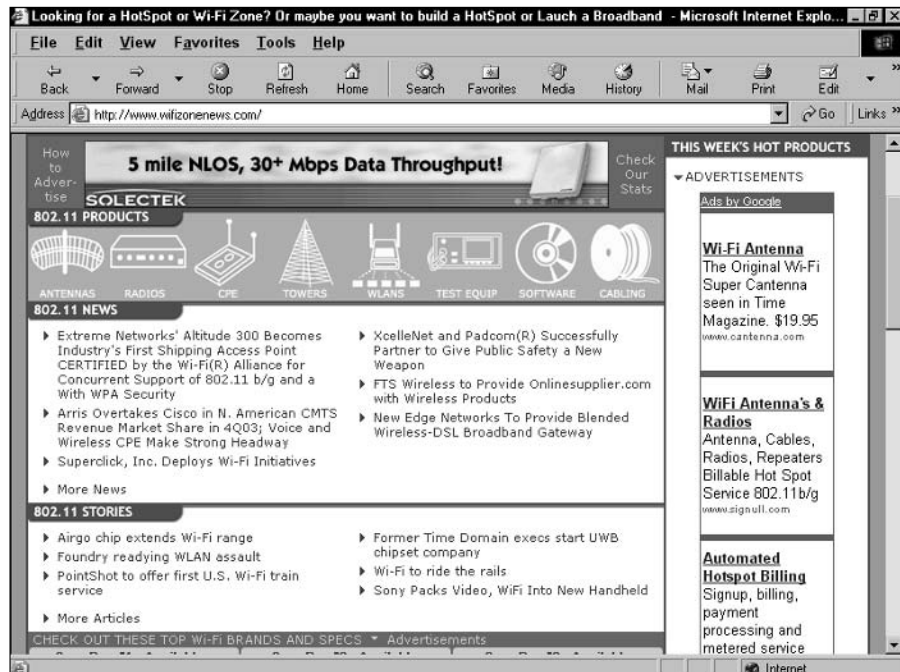 Looking for a HotSpot or Wi-Fi Zone? Or maybe you want to build a HotSpot or Lauch a Broadband - Microsoft Internet Explo...
File Edit View Favorites Tools Help
Back Forward Stop Refresh Home Search Favorites Media History Mail Print Edit
Address http://www.wifizonenews.com/ Go Links
How
to
Adver-
tise
5 mile NLOS, 30+ Mbps Data Throughput!
SOLECTEK
Check
Our
Stats
802.11 PRODUCTS
ANTENNAS RADIOS CPE TOWERS WLANS TEST EQUIP SOFTWARE CABLING
802.11 NEWS
Extreme Networks' Altitude 300 Becomes
Industry's First Shipping Access Point
CERTIFIED by the Wi-Fi(R) Alliance for
Concurrent Support of 802.11 b/g and a
With WPA Security
Arris Overtakes Cisco in N. American CMTS
Revenue Market Share in 4Q03; Voice and
Wireless CPE Make Strong Headway
Superclick, Inc. Deploys Wi-Fi Initiatives
More News
XcelleNet and Padcom(R) Successfully
Partner to Give Public Safety a New
Weapon
FTS Wireless to Provide Onlinesupplier.com
with Wireless Products
New Edge Networks To Provide Blended
Wireless-DSL Broadband Gateway
802.11 STORIES
Airgo chip extends Wi-Fi range
Foundry readying WLAN assault
PointShot to offer first U.S. Wi-Fi train
service
More Articles
Former Time Domain execs start UWB
chipset company
Wi-Fi to ride the rails
Sony Packs Video, WiFi Into New Handheld
CHECK OUT THESE TOP Wi-Fi BRANDS AND SPECS Advertisements
THIS WEEK'S HOT PRODUCTS
ADVERTISEMENTS
Ads by Google
Wi-Fi Antenna
The Original Wi-Fi
Super Cantenna
seen in Time
Magazine. $19.95
www.cantenna.com
WiFi Antenna's &
Radios
Antenna, Cables,
Radios, Repeaters
Billable Hot Spot
Service 802.11b/g
www.signull.com
Automated
Hotspot Billing
Signup, billing,
payment
processing and
metered service
Internet